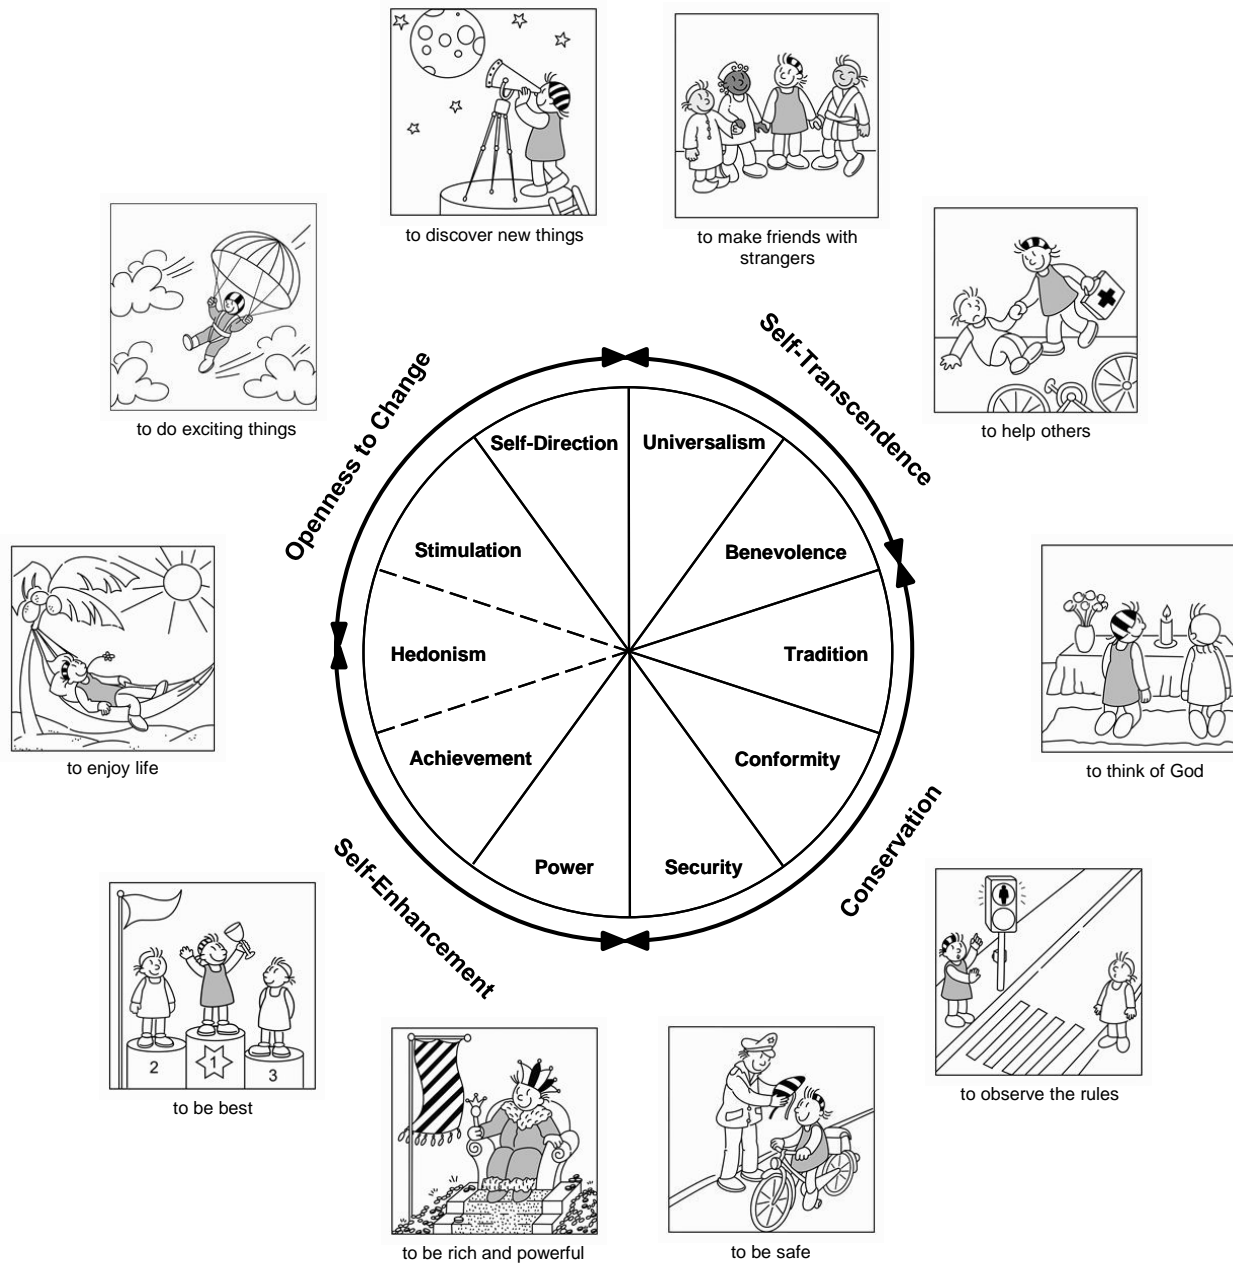 to discover new things
to make friends with
strangers
to do exciting things
to help others
Openness to Change
Self-Transcendence
Self-Direction
Universalism
Stimulation
Benevolence
Hedonism
Tradition
to enjoy life
to think of God
Achievement
Conformity
Power
Security
Self-Enhancement
Conservation
2
1
3
to be best
to observe the rules
to be rich and powerful
to be safe